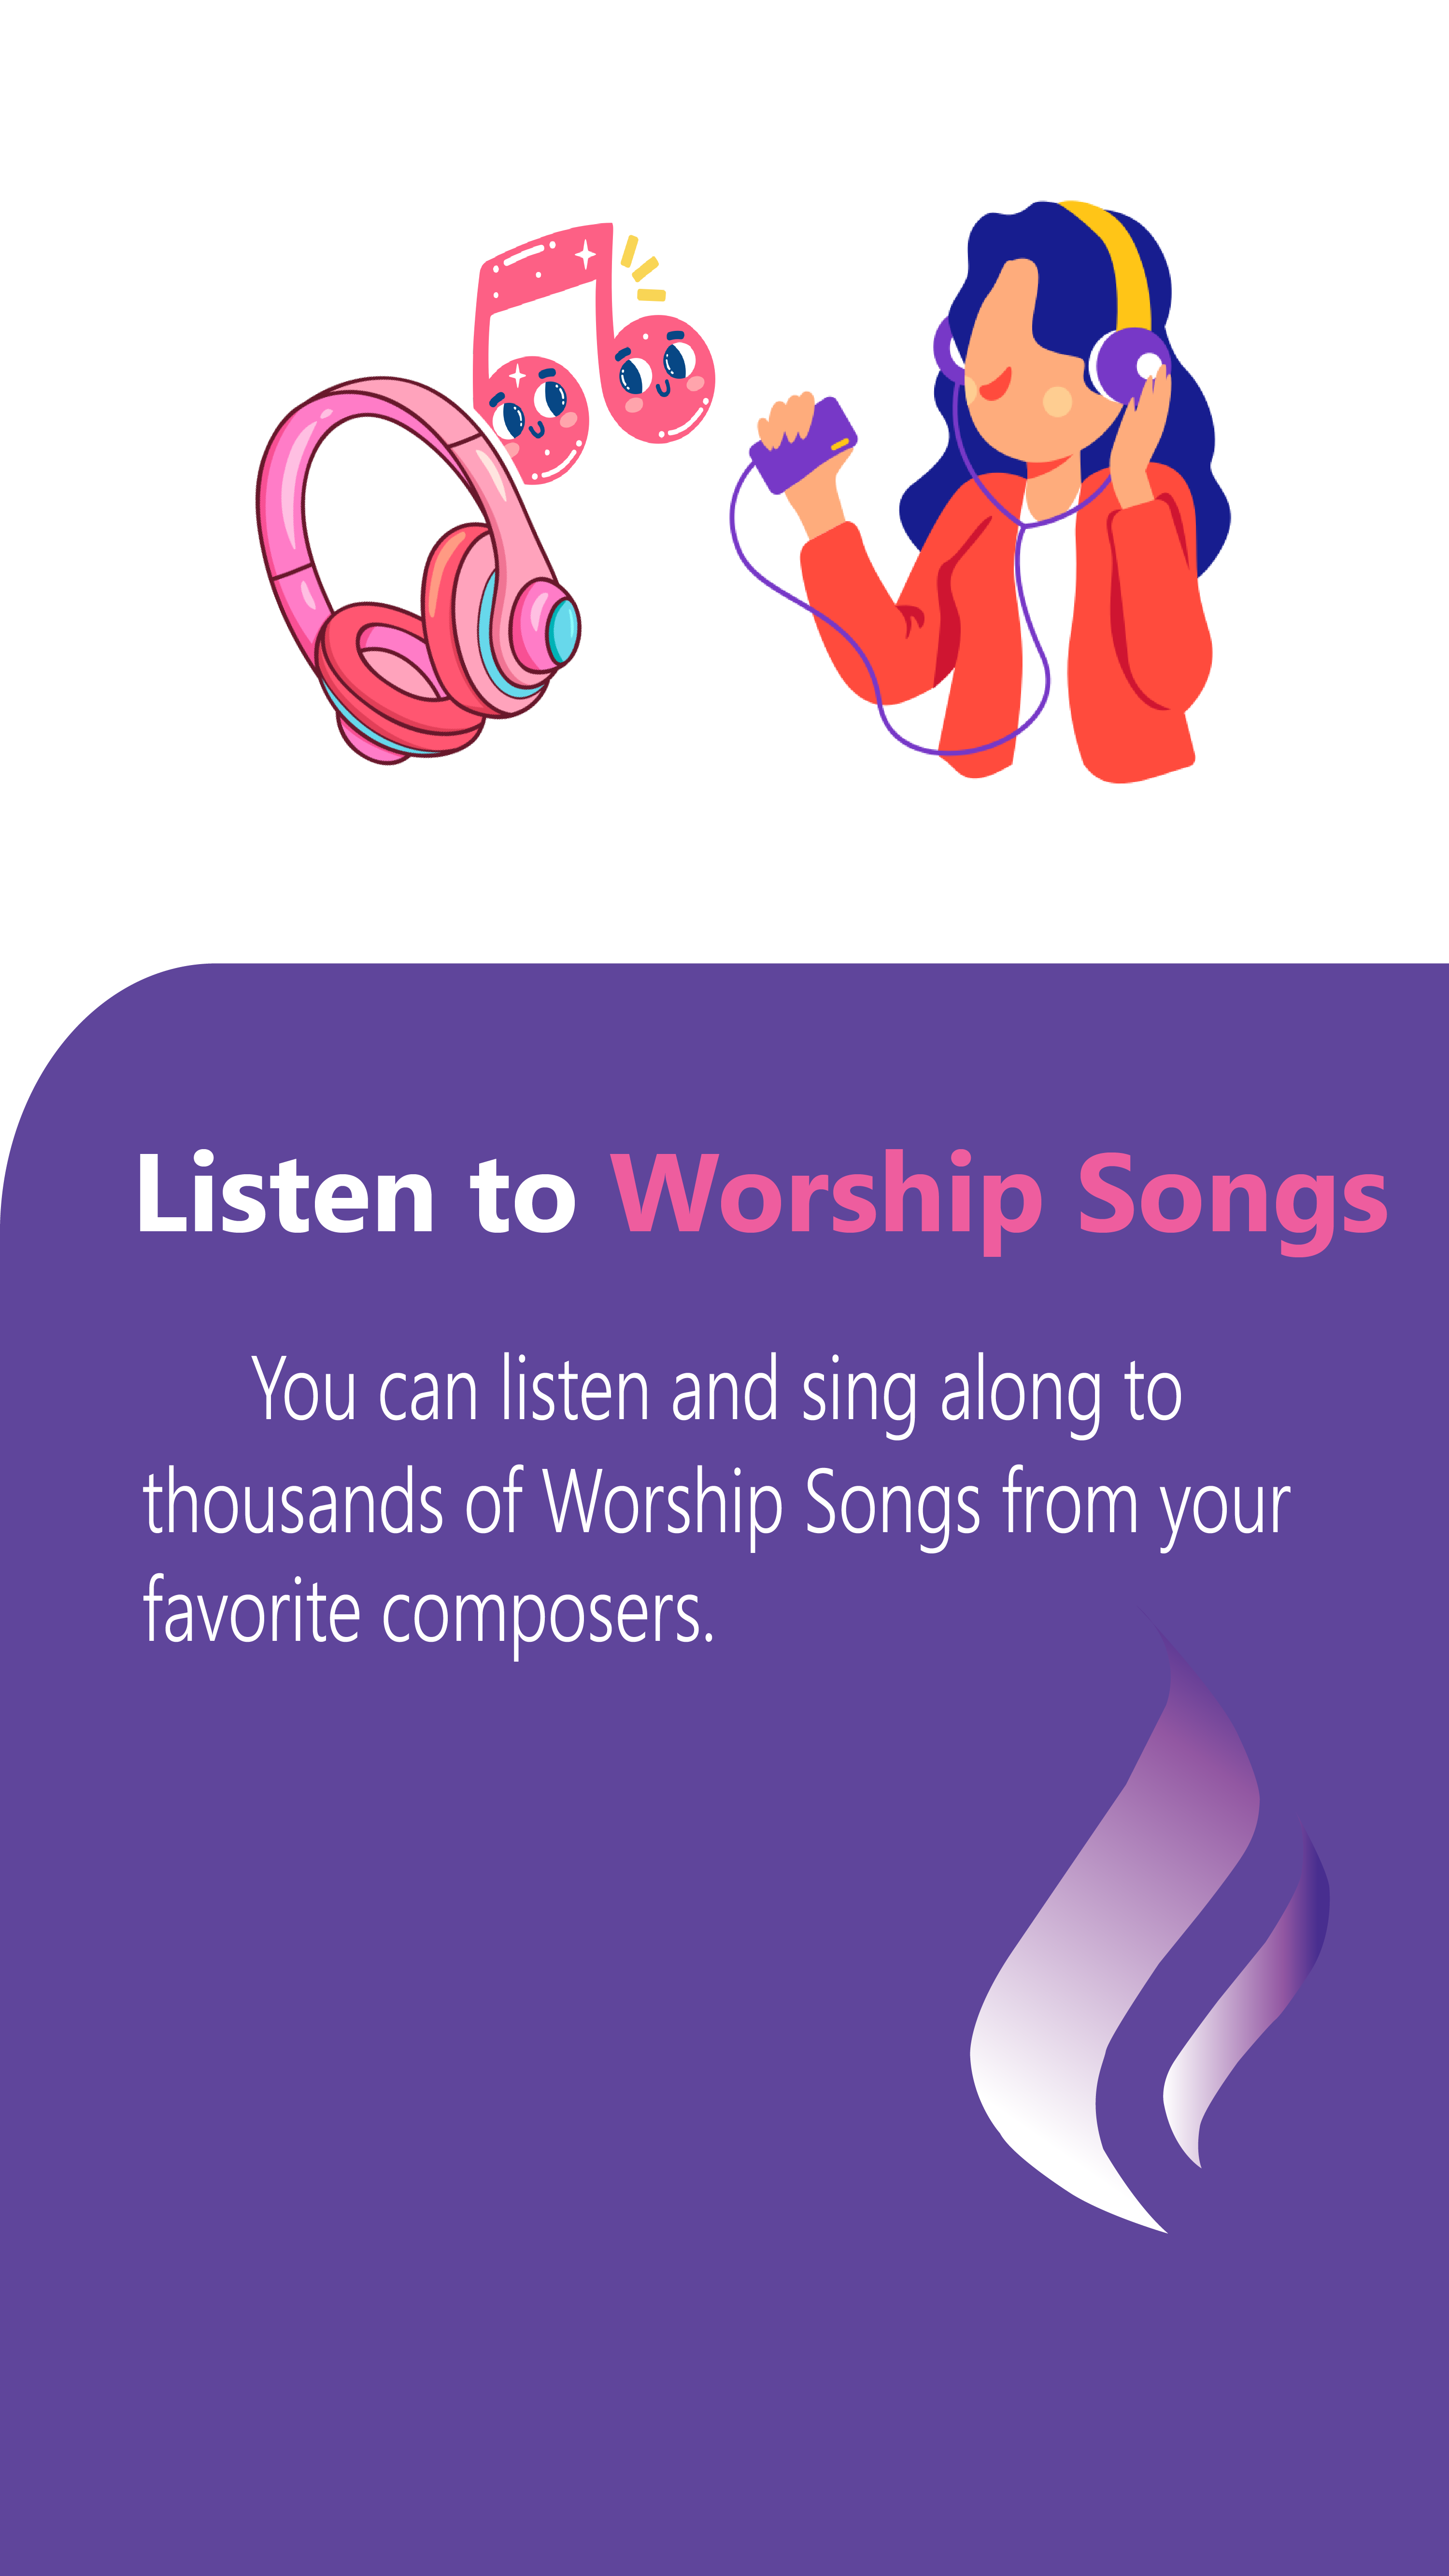 Listen to Worship Songs
You can listen and sing along to
thousands of Worship Songs from your
favorite composers.